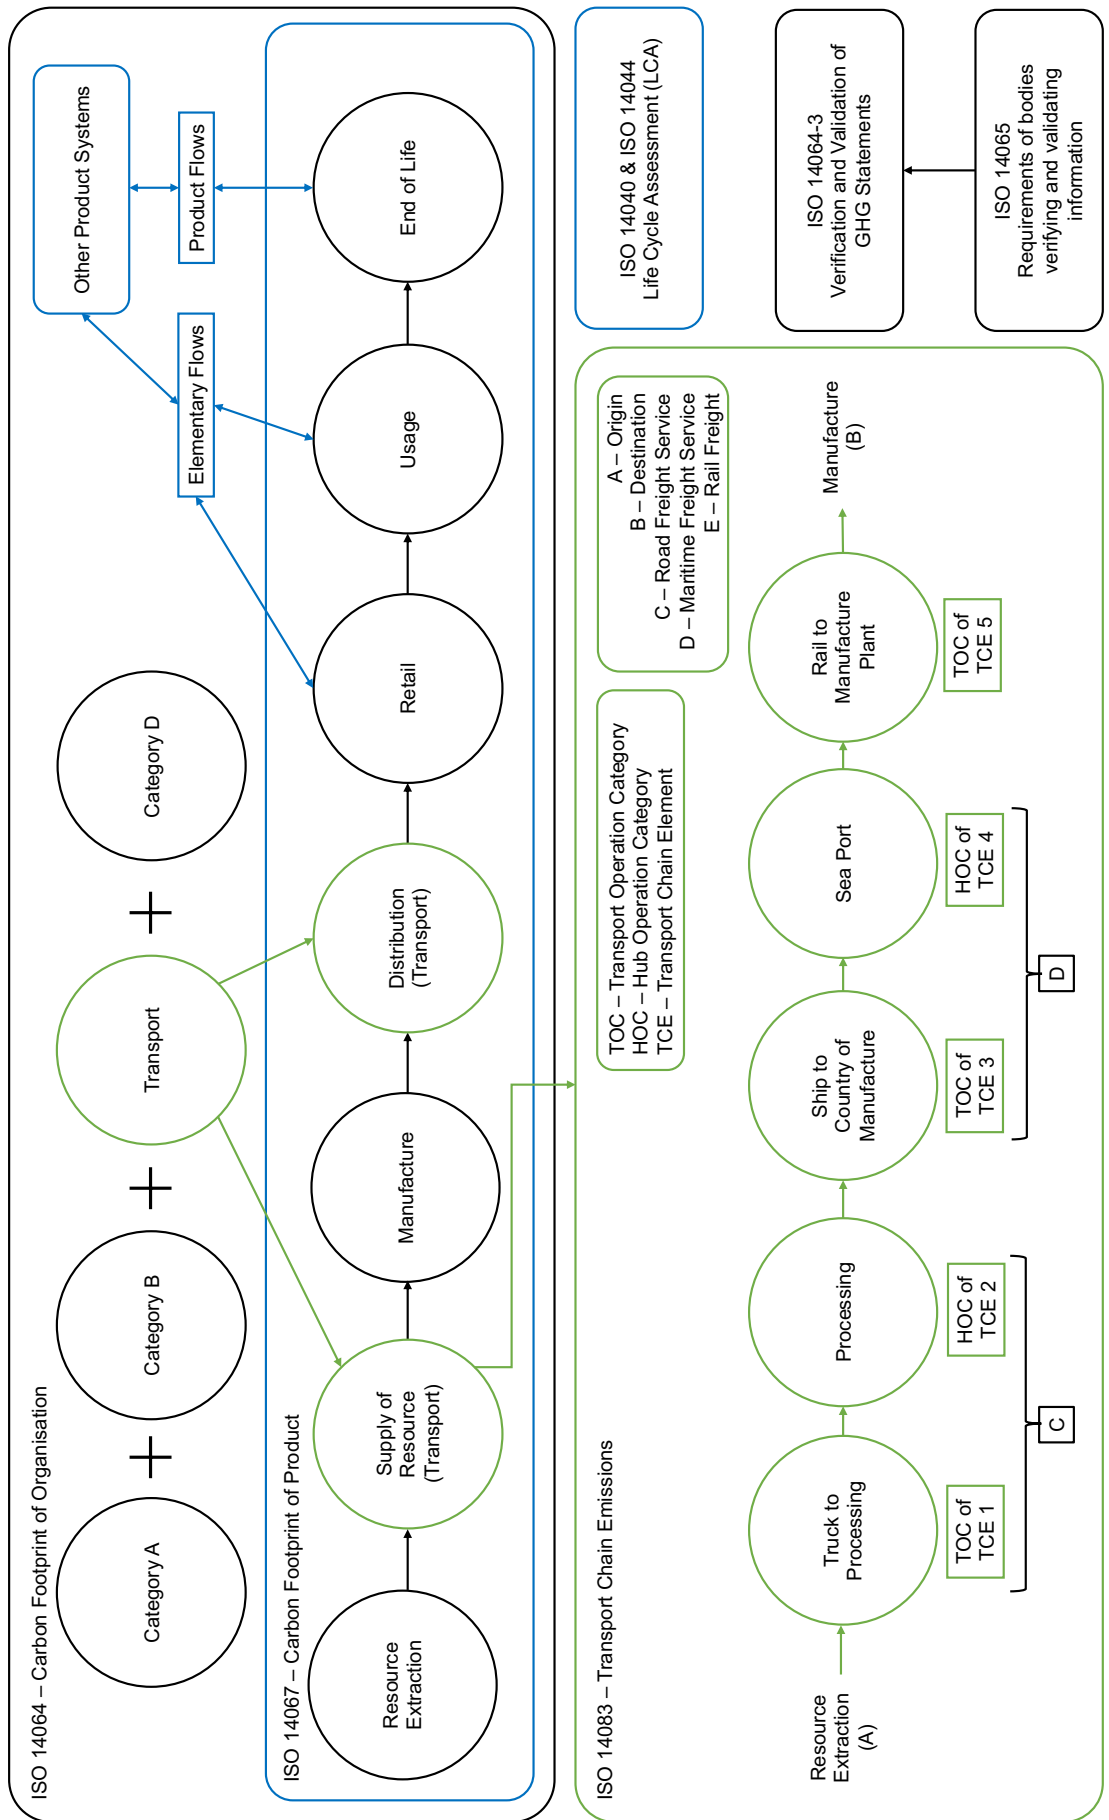 ISO 14064 – Carbon Footprint of Organisation
Category A
Category B
Transport
Category D
Other Product Systems
Elementary Flows
Product Flows
ISO 14067 – Carbon Footprint of Product
Resource
Extraction
Supply of
Resource
(Transport)
Manufacture
Distribution
(Transport)
Retail
Usage
End of Life
ISO 14083 – Transport Chain Emissions
TOC – Transport Operation Category
HOC – Hub Operation Category
TCE – Transport Chain Element
A – Origin
B – Destination
C – Road Freight Service
D – Maritime Freight Service
E – Rail Freight
Resource
Extraction
(A)
Truck to
Processing
Processing
Ship to
Country of
Manufacture
Sea Port
Rail to
Manufacture
Plant
Manufacture
(B)
TOC of
TCE 1
HOC of
TCE 2
TOC of
TCE 3
HOC of
TCE 4
TOC of
TCE 5
C
D
ISO 14040 & ISO 14044
Life Cycle Assessment (LCA)
ISO 14064-3
Verification and Validation of
GHG Statements
ISO 14065
Requirements of bodies
verifying and validating
information